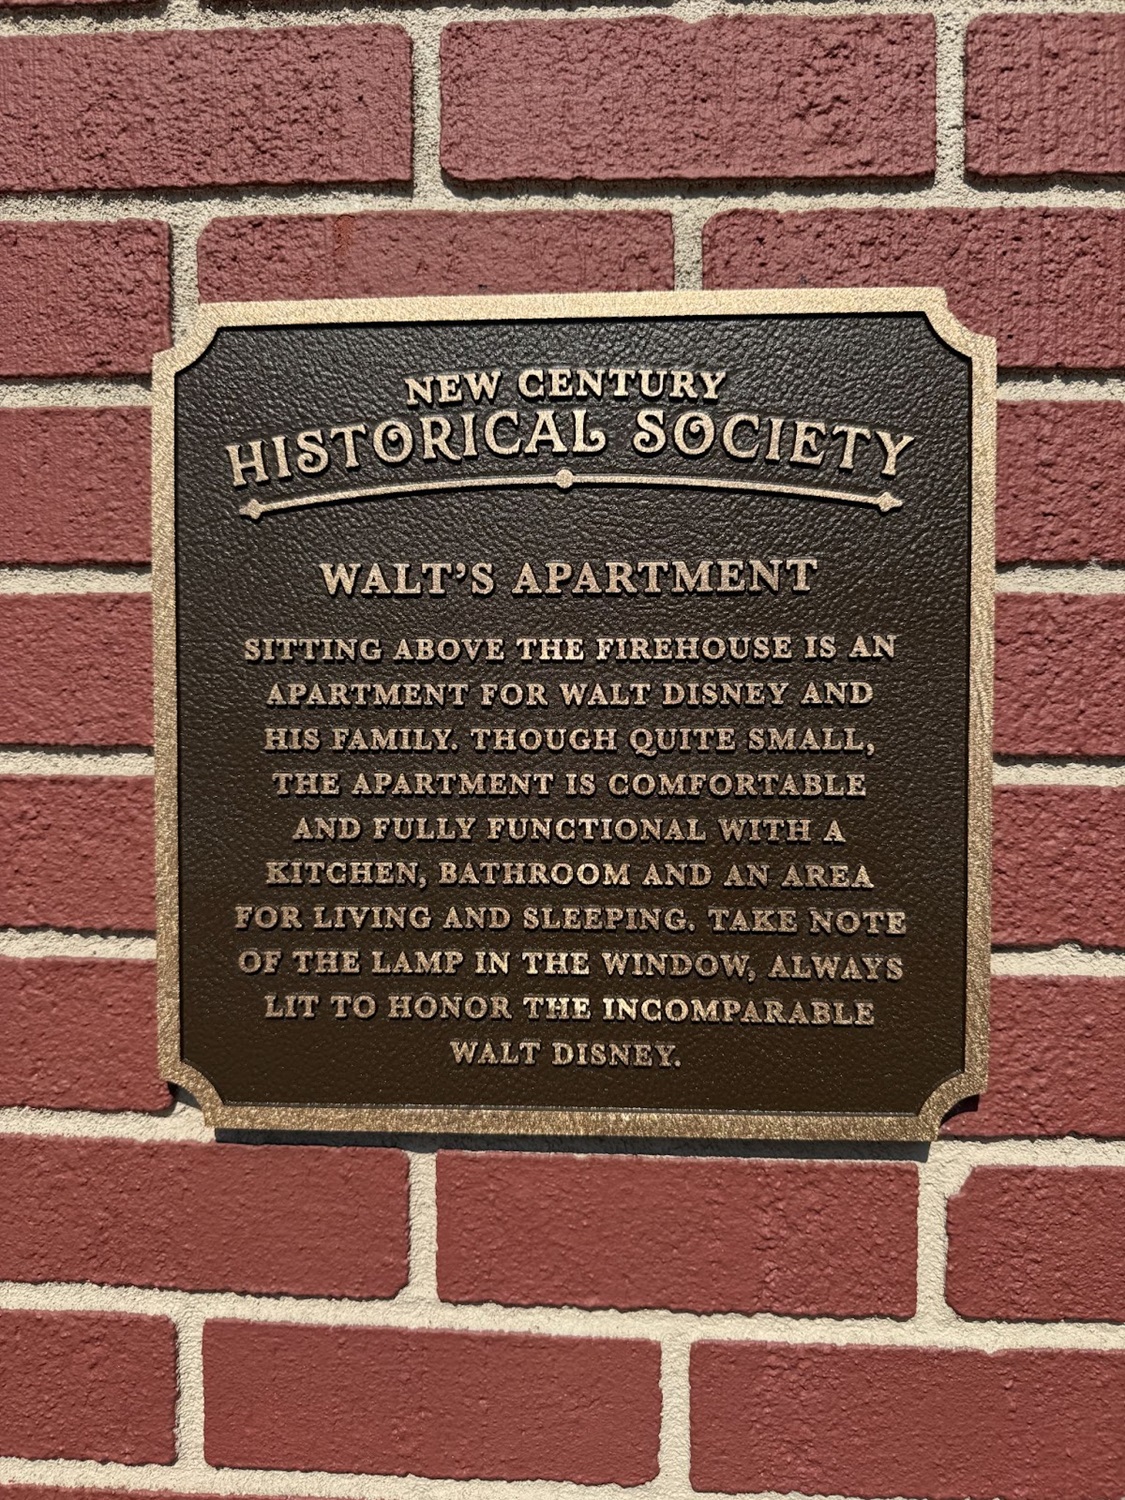 NEW CENTURY
HISTORICAL SOCIETY
WALT'S APARTMENT
SITTING ABOVE THE FIREHOUSE IS AN
APARTMENT FOR WALT DISNEY AND
HIS FAMILY. THOUGH QUITE SMALL,
THE APARTMENT IS COMFORTABLE
AND FULLY FUNCTIONAL WITH A
KITCHEN, BATHROOM AND AN AREA
FOR LIVING AND SLEEPING. TAKE NOTE
OF THE LAMP IN THE WINDOW, ALWAYS
LIT TO HONOR THE INCOMPARABLE
WALT DISNEY.